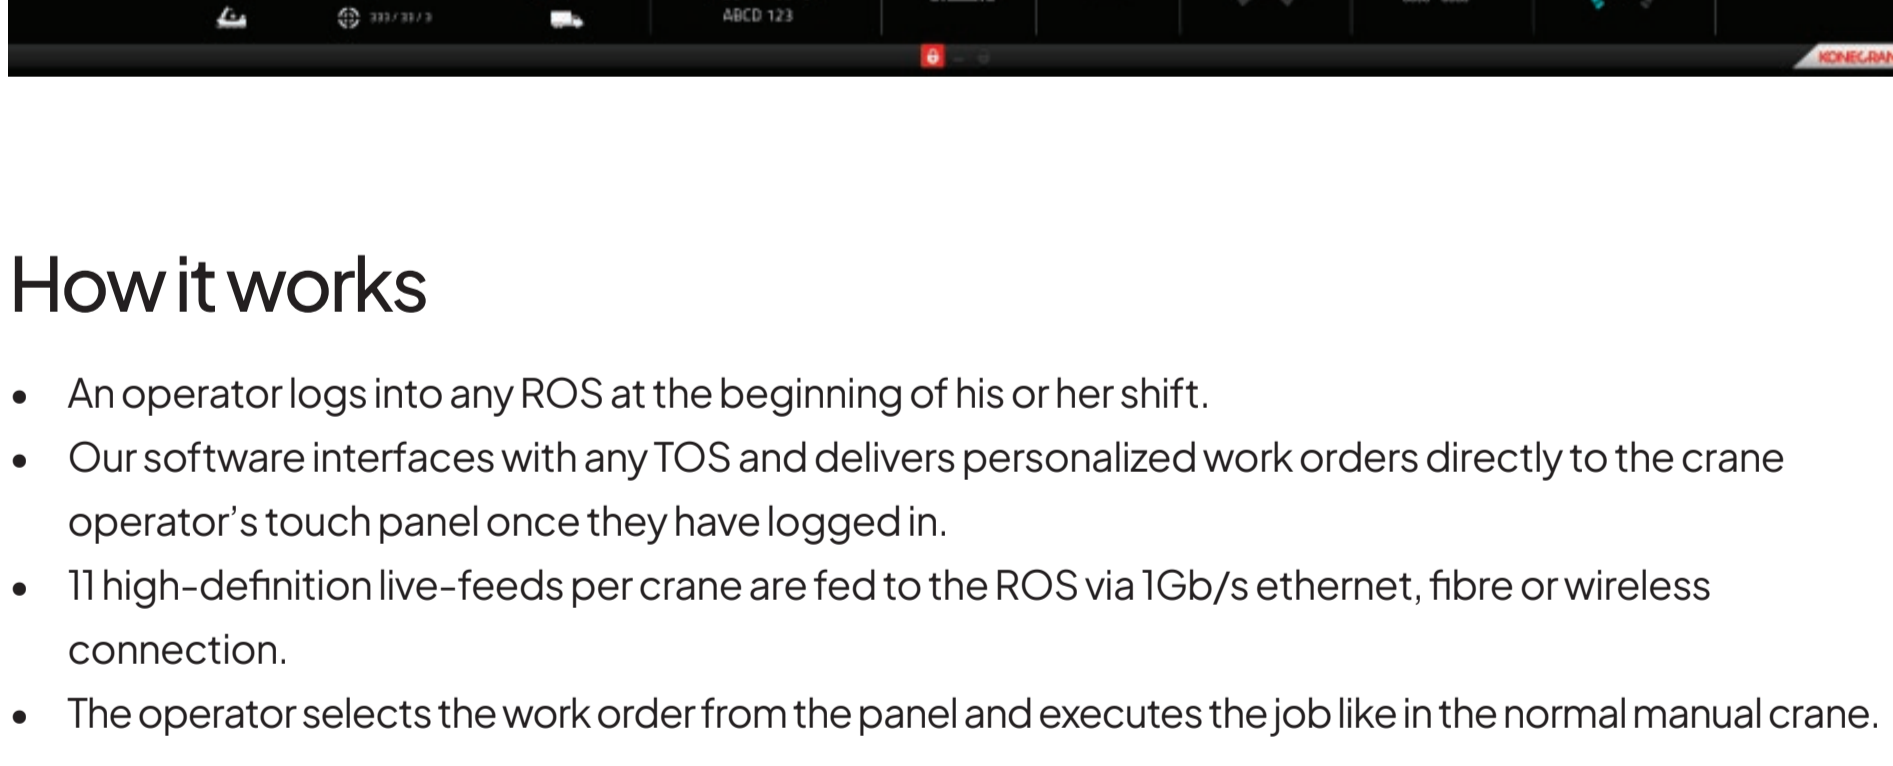 333/33/3
ABCD 123
KONECRAN
How it works
• An operator logs into any ROS at the beginning of his or her shift.
• Our software interfaces with any TOS and delivers personalized work orders directly to the crane
operator’s touch panel once they have logged in.
• 11 high-definition live-feeds per crane are fed to the ROS via 1Gb/s ethernet, fibre or wireless
connection.
• The operator selects the work order from the panel and executes the job like in the normal manual crane.